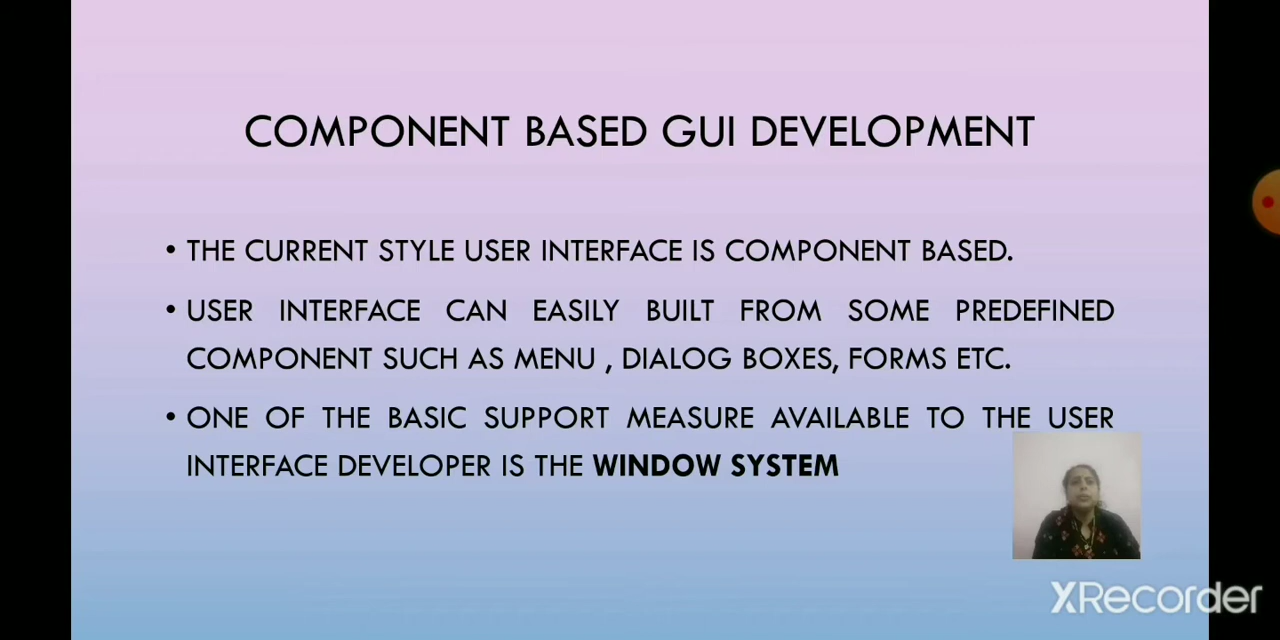 COMPONENT BASED GUI DEVELOPMENT
• THE CURRENT STYLE USER INTERFACE IS COMPONENT BASED.
• USER INTERFACE CAN EASILY BUILT FROM SOME PREDEFINED
COMPONENT SUCH AS MENU , DIALOG BOXES, FORMS ETC.
• ONE OF THE BASIC SUPPORT MEASURE AVAILABLE TO THE USER
INTERFACE DEVELOPER IS THE WINDOW SYSTEM
XRecorder